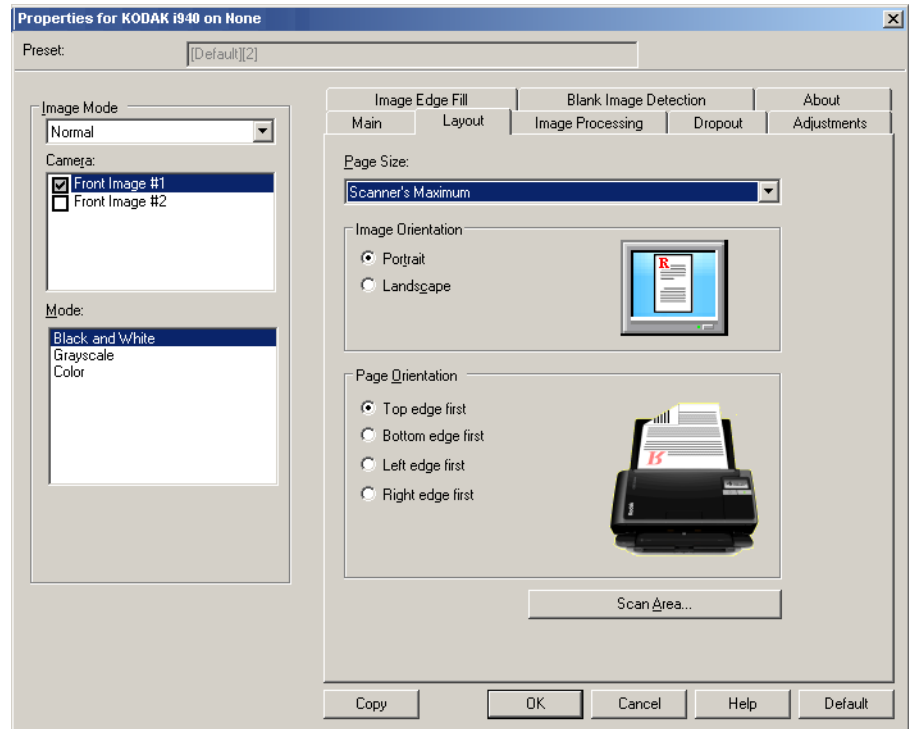 Properties for KODAK i940 on None
Preset:
[Default][2]
Image Mode
Normal
Camera:
Front Image #1
Front Image #2
Mode:
Black and White
Grayscale
Color
Image Edge Fill
Blank Image Detection
About
Main
Layout
Image Processing
Dropout
Adjustments
Page Size:
Scanner's Maximum
Image Orientation
Portrait
Landscape
R
Page Orientation
Top edge first
Bottom edge first
Left edge first
Right edge first
R
Kodak
Scan Area...
Copy
OK
Cancel
Help
Default